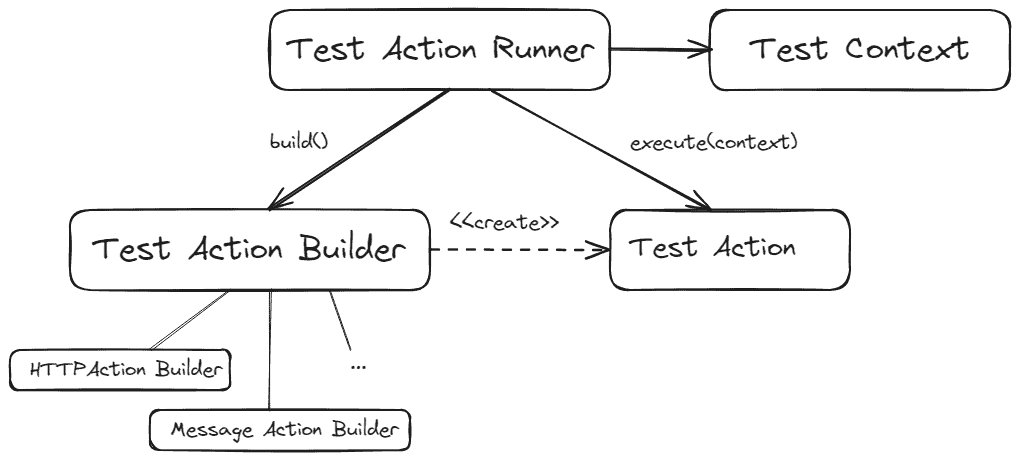 Test Action Runner
Test Context
build()
execute(context)
<<create>>
Test Action Builder
Test Action
HTTPAction Builder
...
Message Action Builder